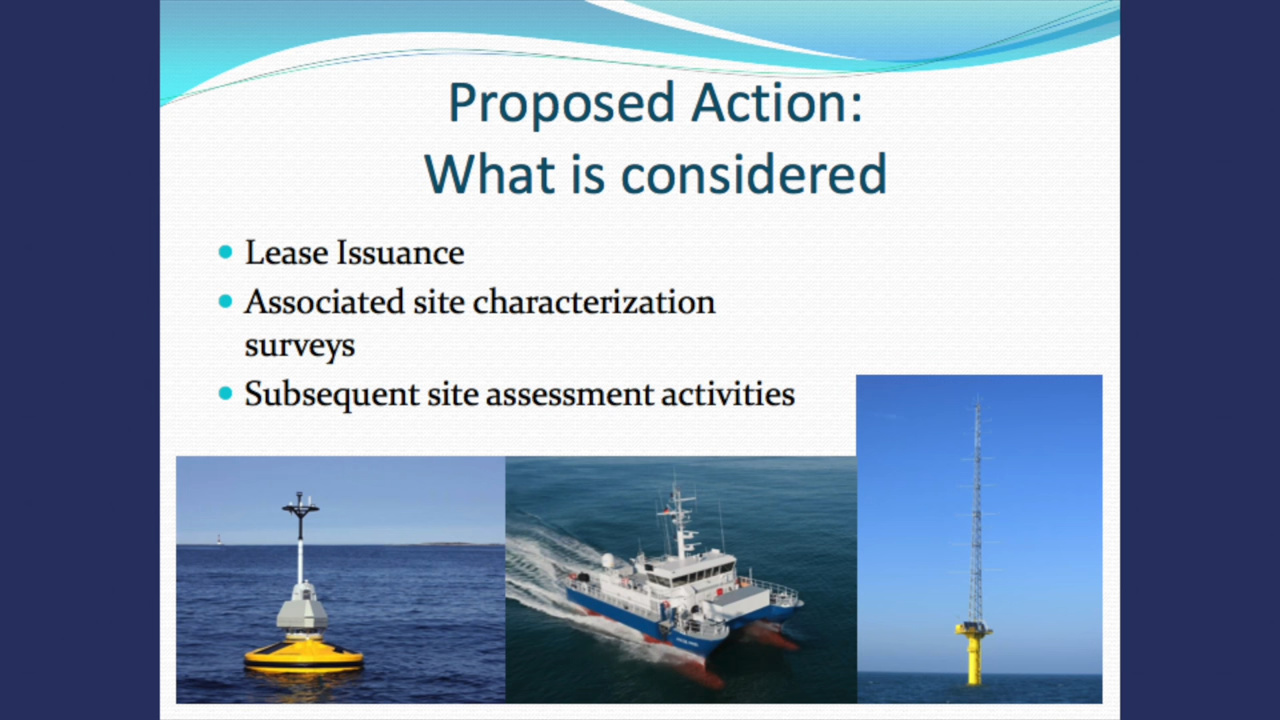 Proposed Action:
What is considered
Lease Issuance
Associated site characterization
surveys
Subsequent site assessment activities